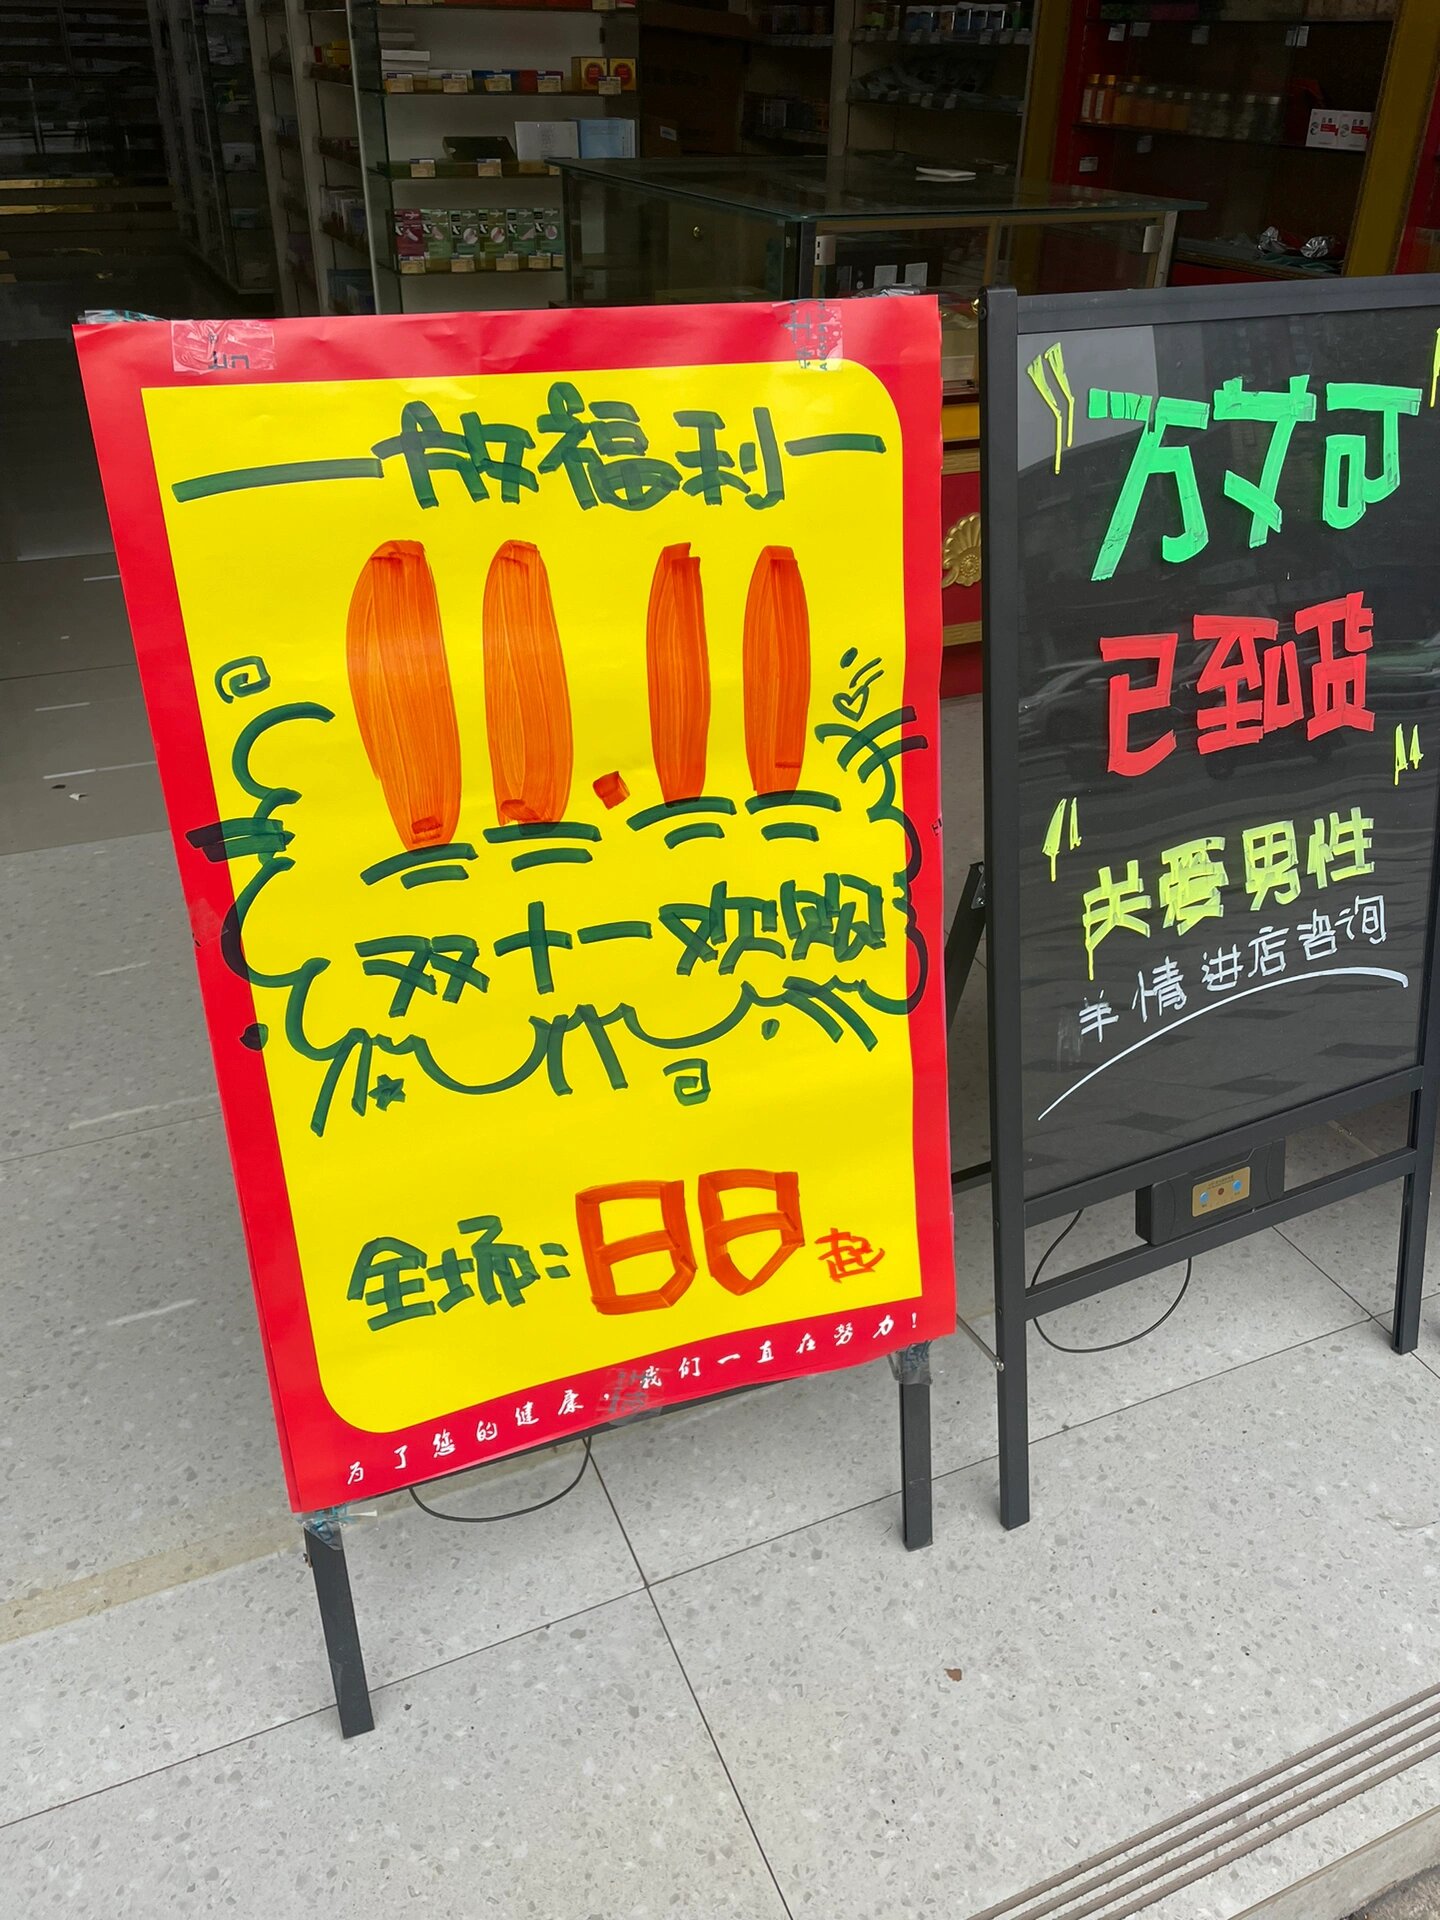 放福利
11.11
双十一欢购
全场：88起
为了您的健康，我们一直在努力！
"万艾可"
已到货
"关爱男性"
羊情进店咨询